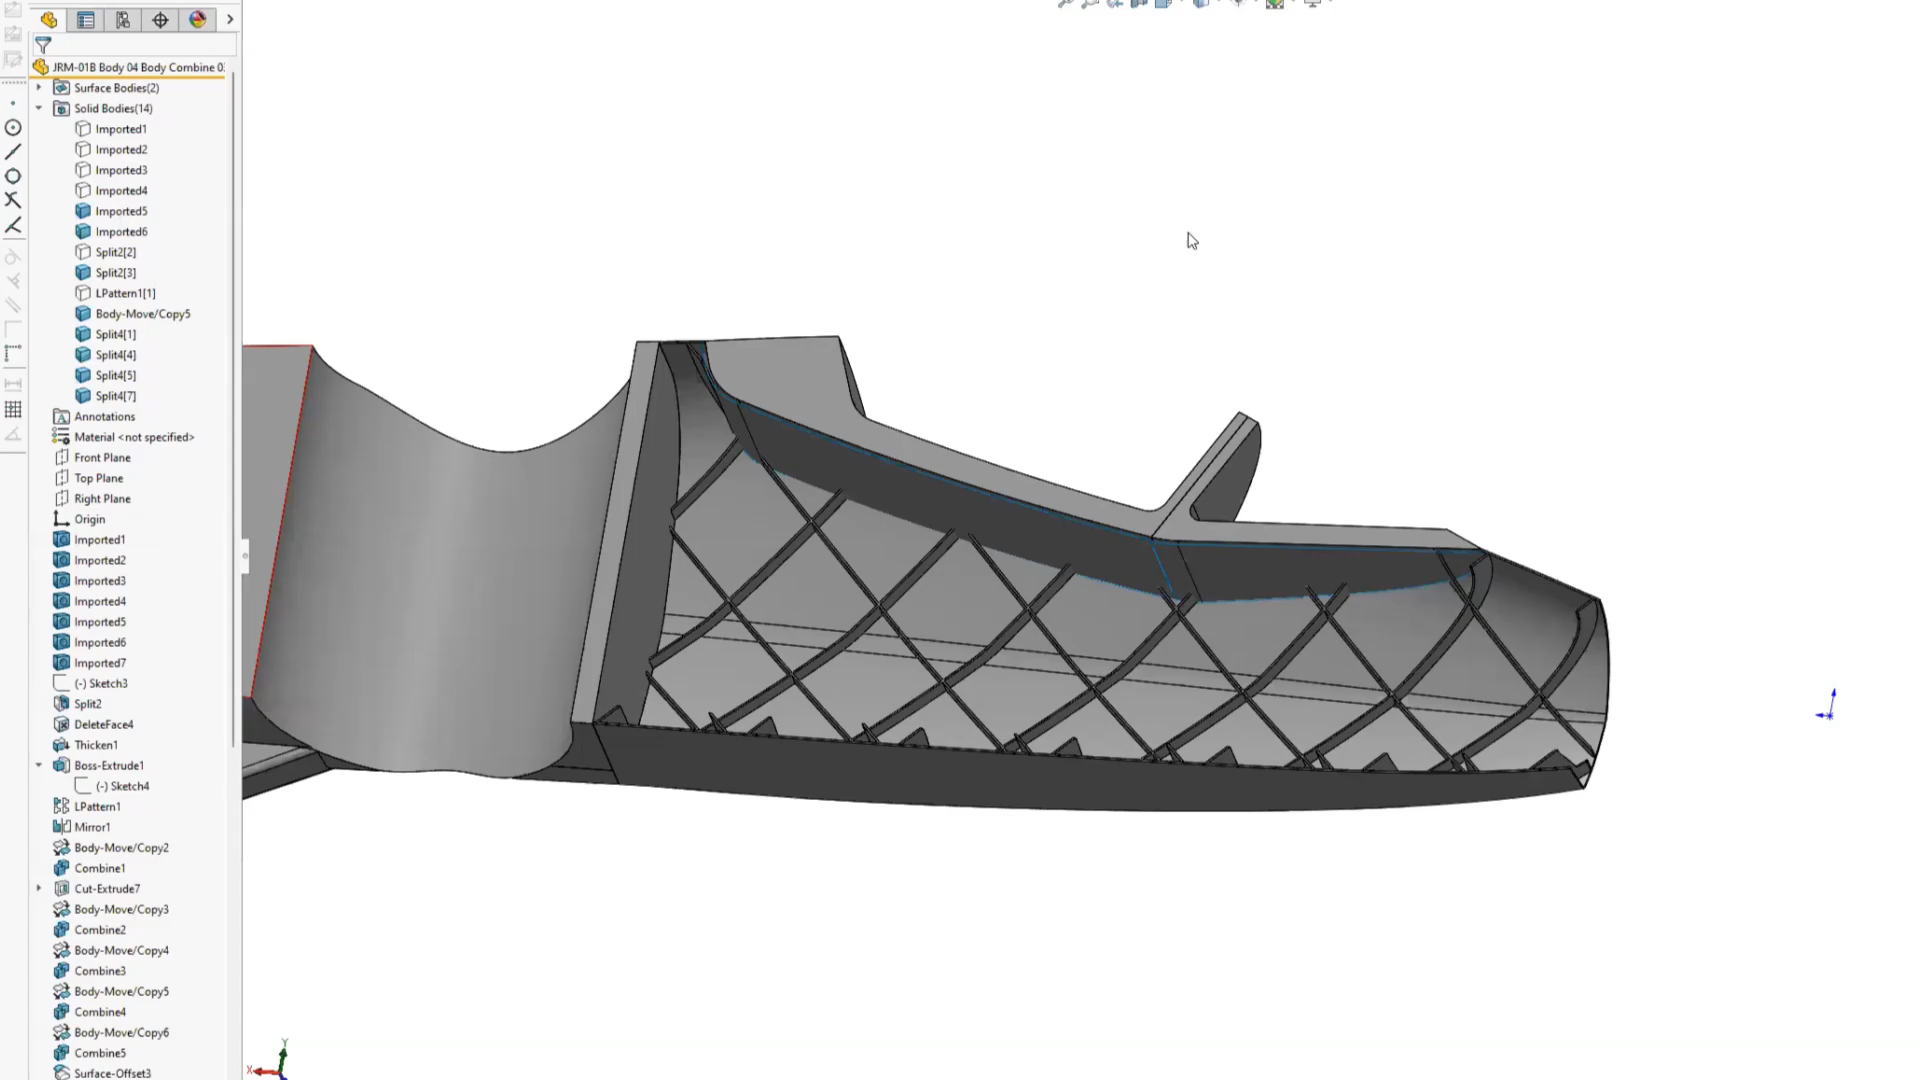 JRM-01B Body 04 Body Combine 0
Surface Bodies(2)
Solid Bodies(14)
Imported1
Imported2
Imported3
Imported4
Imported5
Imported6
Split2[2]
Split2[3]
LPattern1[1]
Body-Move/Copy5
Split4[1]
Split4[4]
Split4[5]
Split4[7]
Annotations
Material <not specified>
Front Plane
Top Plane
Right Plane
Origin
Imported1
Imported2
Imported3
Imported4
Imported5
Imported6
Imported7
(-) Sketch3
Split2
DeleteFace4
Thicken1
Boss-Extrude1
(-) Sketch4
LPattern1
Mirror1
Body-Move/Copy2
Combine1
Cut-Extrude7
Body-Move/Copy3
Combine2
Body-Move/Copy4
Combine3
Body-Move/Copy5
Combine4
Body-Move/Copy6
Combine5
Surface-Offset3
Y
X